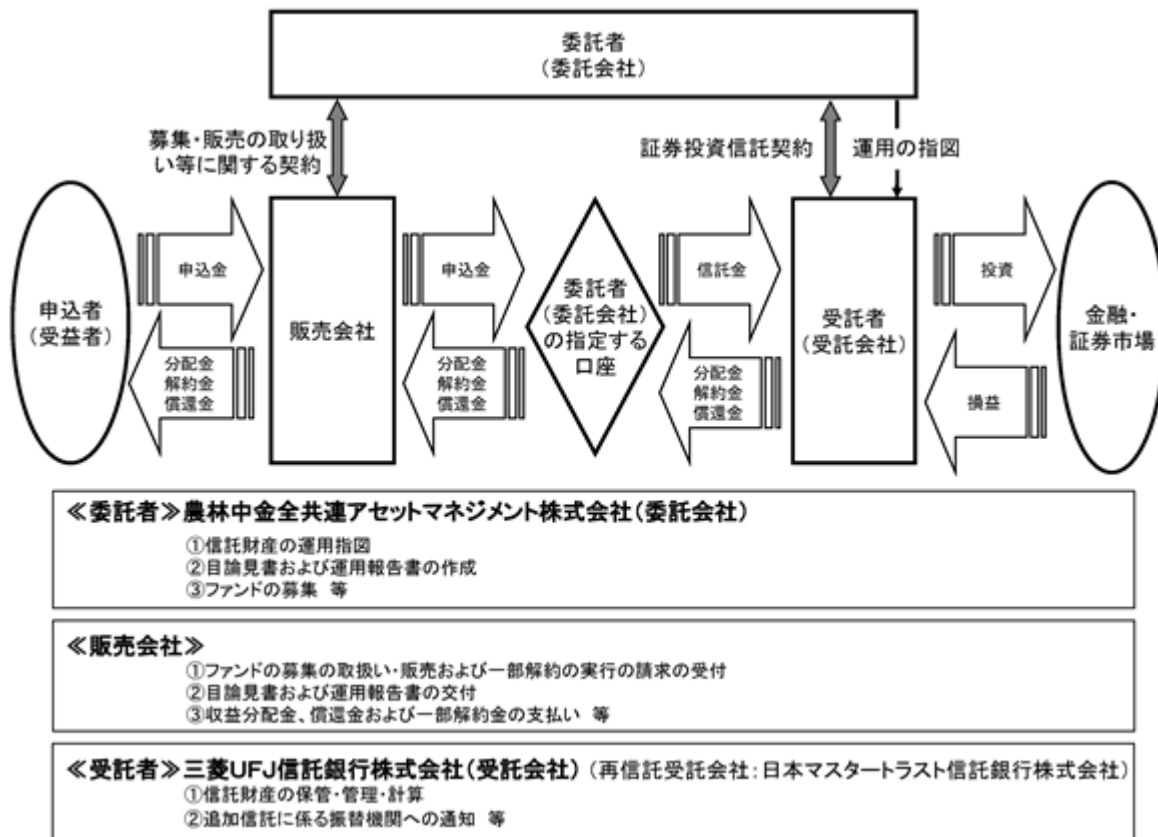 委託者
(委託会社)
募集・販売の取り扱
い等に関する契約
証券投資信託契約
運用の指図
申込者
(受益者)
申込金
分配金
解約金
償還金
販売会社
申込金
分配金
解約金
償還金
委託者
(委託会社)
の指定する
口座
信託金
分配金
解約金
償還金
受託者
(受託会社)
投資
損益
金融・
証券市場
≪委託者≫農林中金全共連アセットマネジメント株式会社(委託会社)
①信託財産の運用指図
②目論見書および運用報告書の作成
③ファンドの募集 等
≪販売会社≫
①ファンドの募集の取扱い・販売および一部解約の実行の請求の受付
②目論見書および運用報告書の交付
③収益分配金、償還金および一部解約金の支払い 等
≪受託者≫三菱UFJ信託銀行株式会社(受託会社) (再信託受託会社:日本マスタートラスト信託銀行株式会社)
①信託財産の保管・管理・計算
②追加信託に係る振替機関への通知 等